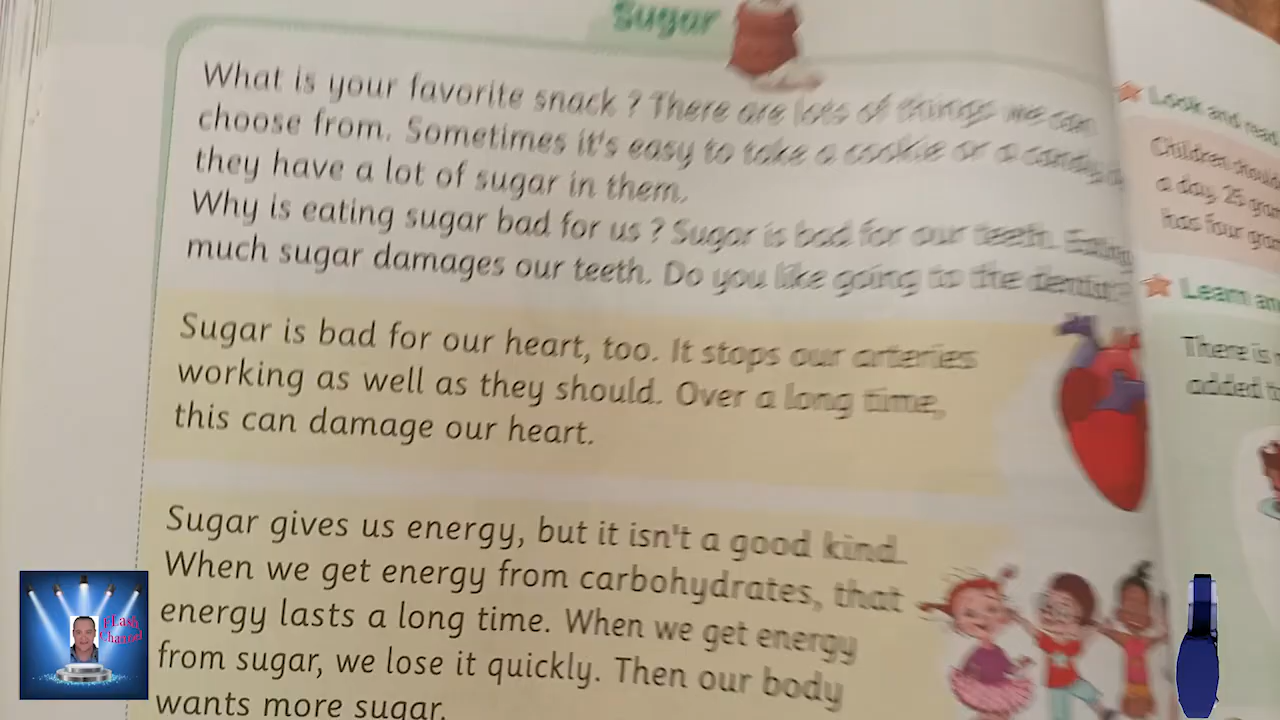 Sugar
What is your favorite snack ? There are lots of things we can
choose from. Sometimes it's easy to take a cookie or a candy,
they have a lot of sugar in them.
Why is eating sugar bad for us ? Sugar is bad for our teeth. Eating
much sugar damages our teeth. Do you like going to the
Sugar is bad for our heart, too. It stops our arteries
working as well as they should. Over a long time,
this can damage our heart.
Sugar gives us energy, but it isn't a good kind.
When we get energy from carbohydrates, that
energy lasts a long time. When we get energy
from sugar, we lose it quickly. Then our body
wants more sugar.
Look and read
Children should
a day, 25
has four
Learn
There is
added
FLash
Channel